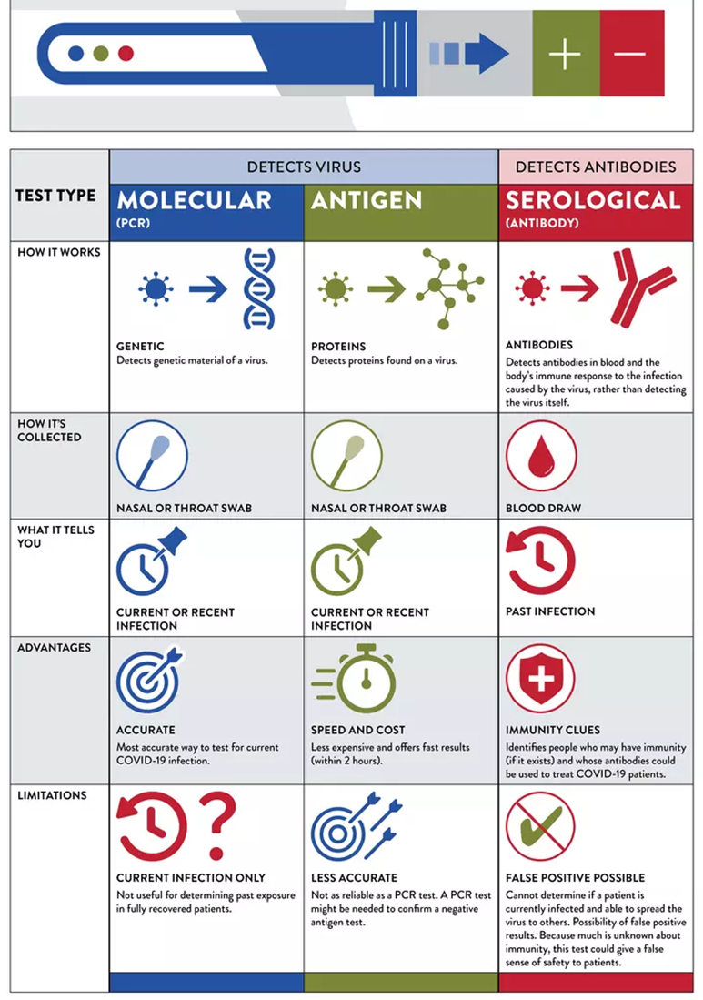 DETECTS VIRUS
DETECTS ANTIBODIES
TEST TYPE
MOLECULAR
(PCR)
ANTIGEN
SEROLOGICAL
(ANTIBODY)
HOW IT WORKS
GENETIC
Detects genetic material of a virus.
PROTEINS
Detects proteins found on a virus.
ANTIBODIES
Detects antibodies in blood and the
body's immune response to the infection
caused by the virus, rather than detecting
the virus itself.
HOW IT'S
COLLECTED
NASAL OR THROAT SWAB
NASAL OR THROAT SWAB
BLOOD DRAW
WHAT IT TELLS
YOU
CURRENT OR RECENT
INFECTION
CURRENT OR RECENT
INFECTION
PAST INFECTION
ADVANTAGES
ACCURATE
Most accurate way to test for current
COVID-19 infection.
SPEED AND COST
Less expensive and offers fast results
(within 2 hours).
IMMUNITY CLUES
Identifies people who may have immunity
(if it exists) and whose antibodies could
be used to treat COVID-19 patients.
LIMITATIONS
?
CURRENT INFECTION ONLY
Not useful for determining past exposure
in fully recovered patients.
LESS ACCURATE
Not as reliable as a PCR test. A PCR test
might be needed to confirm a negative
antigen test.
FALSE POSITIVE POSSIBLE
Cannot determine if a patient is
currently infected and able to spread the
virus to others. Possibility of false positive
results. Because much is unknown about
immunity, this test could give a false
sense of safety to patients.